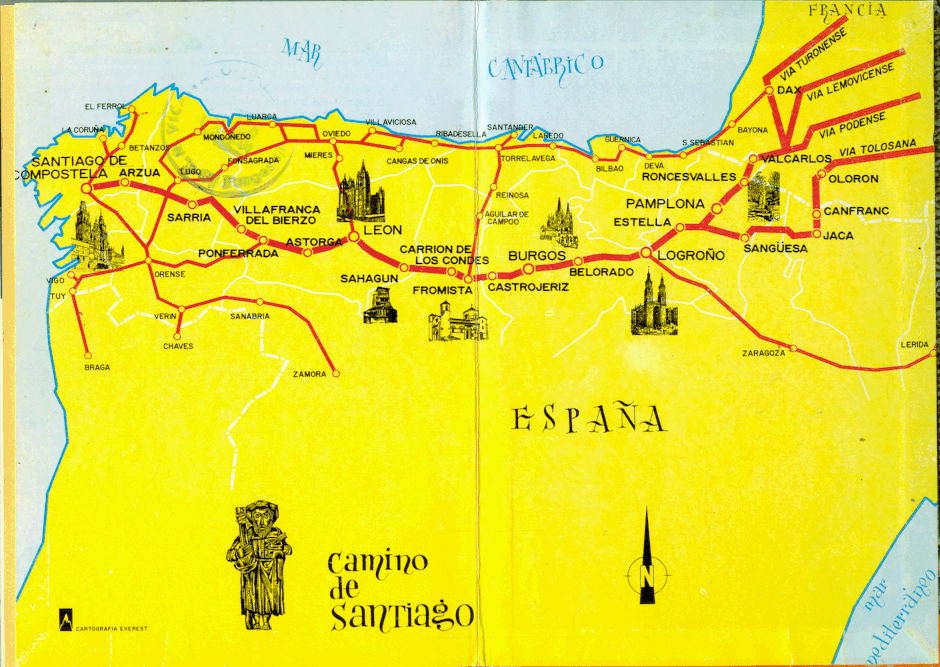 FRANCIA
MAR
CANTÁBRICO
VIA TURONENSE
VIA LEMOVICENSE
VIA PODENSE
VIA TOLOSANA
DAX
BAYONA
EL FERROL
LA CORUÑA
BETANZOS
MONDOÑEDO
LUARCA
OVIEDO
VILLAVICIOSA
RIBADESELLA
SANTANDER
LAREDO
GUERNICA
S. SEBASTIAN
MIERES
CANGAS DE ONIS
TORRELAVEGA
BILBAO
DEVA
VALCARLOS
SANTIAGO DE
COMPOSTELA
ARZUA
LUGO
FONSAGRADA
RONCESVALLES
OLORON
REINOSA
SARRIA
VILLAFRANCA
DEL BIERZO
LEON
AGUILAR DE
CAMPOO
PAMPLONA
ESTELLA
CANFRANC
PONFERRADA
ASTORGA
CARRION DE
LOS CONDES
BURGOS
LOGROÑO
SANGÜESA
JACA
VIGO
TUY
ORENSE
SAHAGUN
FROMISTA
CASTROJERIZ
BELORADO
VERIN
SANABRIA
CHAVES
BRAGA
ZAMORA
ZARAGOZA
LERIDA
ESPAÑA
camino
de
santiago
N
mar
mediterráneo
CARTOGRAFIA EVEREST